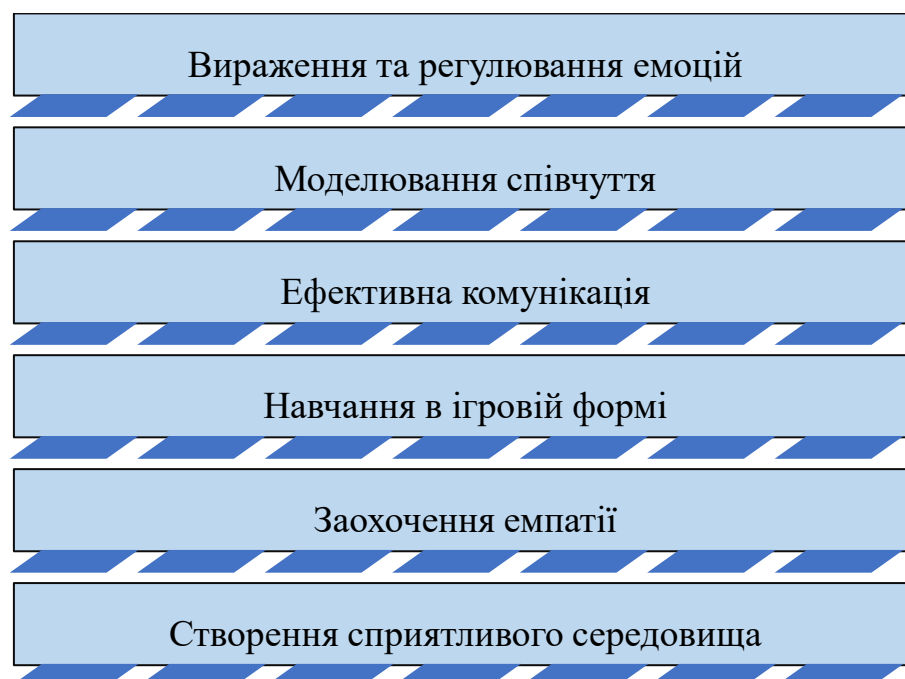 Вираження та регулювання емоцій
Моделювання співчуття
Ефективна комунікація
Навчання в ігровій формі
Заохочення емпатії
Створення сприятливого середовища